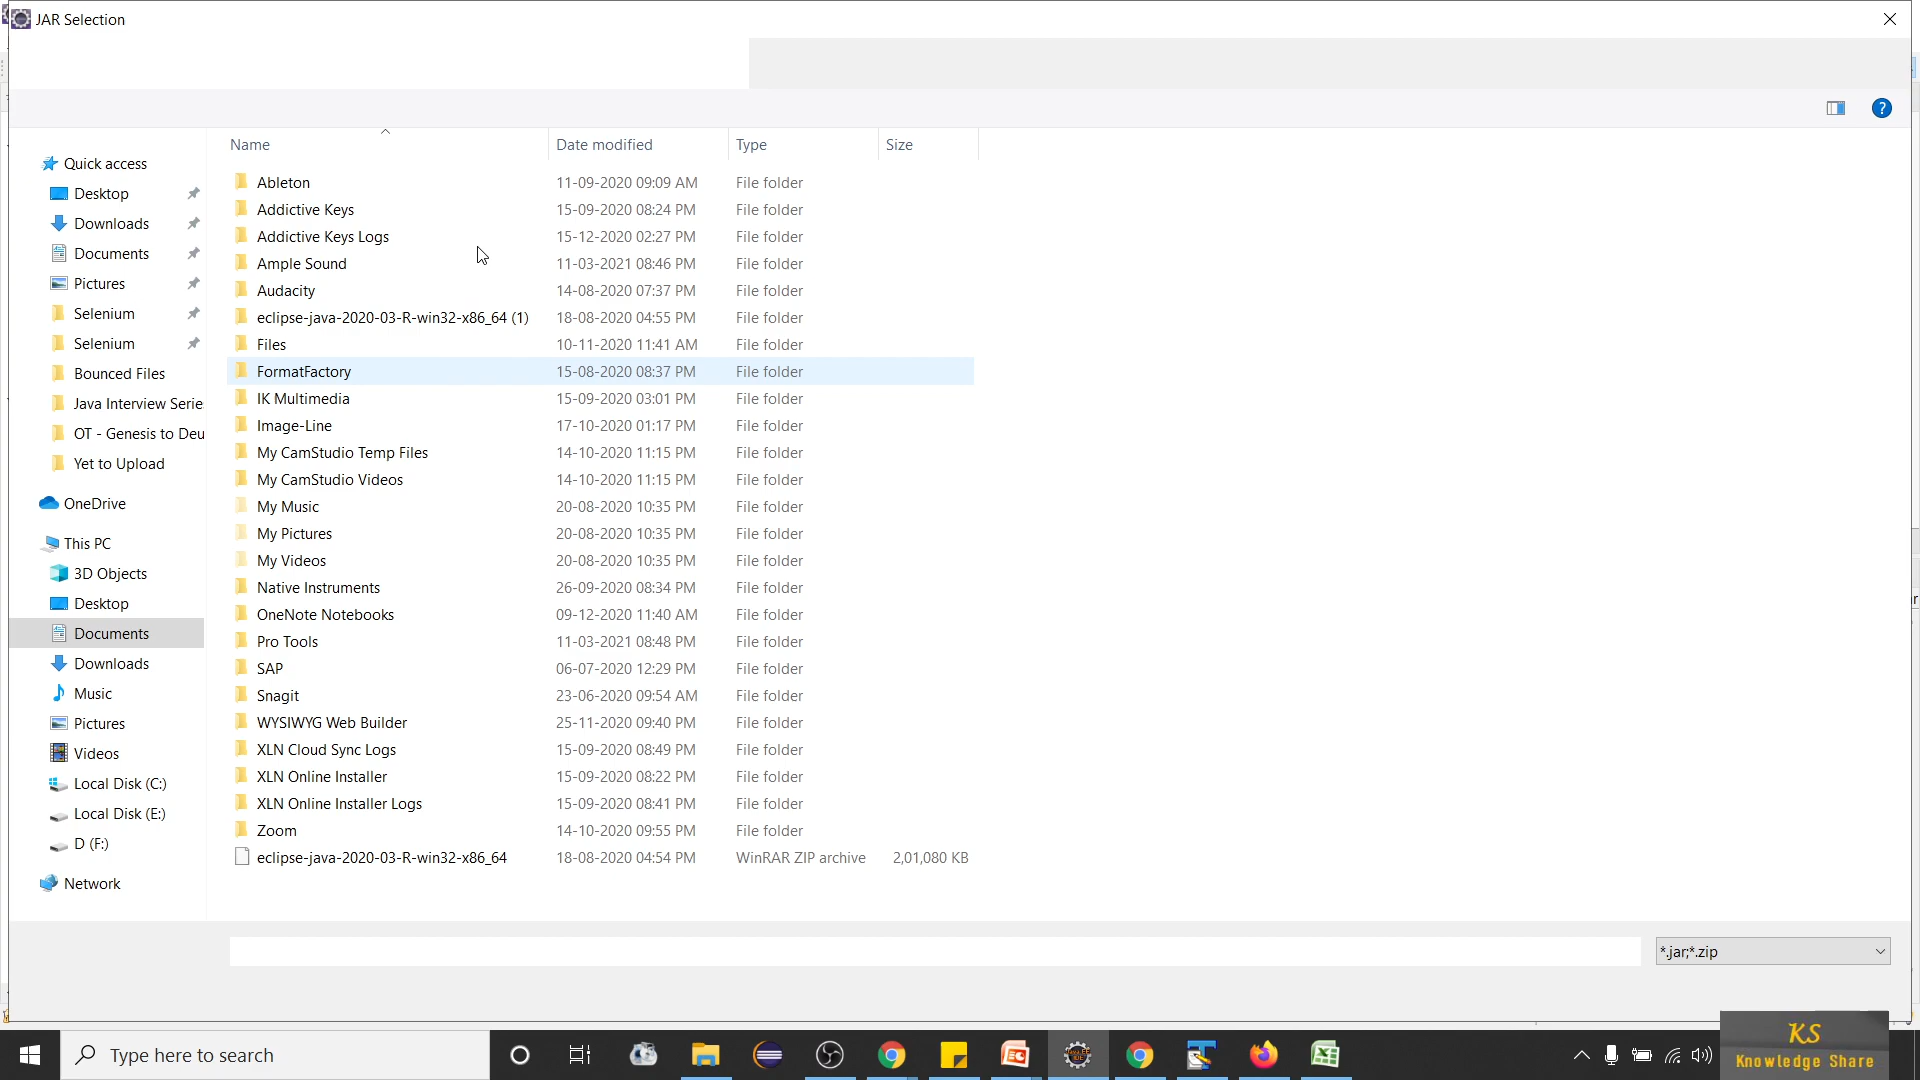 JAR Selection
?
Name Date modified Type Size
Quick access
Desktop
Downloads
Documents
Pictures
Selenium
Selenium
Bounced Files
Java Interview Serie
OT - Genesis to Deu
Yet to Upload
OneDrive
This PC
3D Objects
Desktop
Documents
Downloads
Music
Pictures
Videos
Local Disk (C:)
Local Disk (E:)
D (F:)
Network
Ableton 11-09-2020 09:09 AM File folder
Addictive Keys 15-09-2020 08:24 PM File folder
Addictive Keys Logs 15-12-2020 02:27 PM File folder
Ample Sound 11-03-2021 08:46 PM File folder
Audacity 14-08-2020 07:37 PM File folder
eclipse-java-2020-03-R-win32-x86_64 (1) 18-08-2020 04:55 PM File folder
Files 10-11-2020 11:41 AM File folder
FormatFactory 15-08-2020 08:37 PM File folder
IK Multimedia 15-09-2020 03:01 PM File folder
Image-Line 17-10-2020 01:17 PM File folder
My CamStudio Temp Files 14-10-2020 11:15 PM File folder
My CamStudio Videos 14-10-2020 11:15 PM File folder
My Music 20-08-2020 10:35 PM File folder
My Pictures 20-08-2020 10:35 PM File folder
My Videos 20-08-2020 10:35 PM File folder
Native Instruments 26-09-2020 08:34 PM File folder
OneNote Notebooks 09-12-2020 11:40 AM File folder
Pro Tools 11-03-2021 08:48 PM File folder
SAP 06-07-2020 12:29 PM File folder
Snagit 23-06-2020 09:54 AM File folder
WYSIWYG Web Builder 25-11-2020 09:40 PM File folder
XLN Cloud Sync Logs 15-09-2020 08:49 PM File folder
XLN Online Installer 15-09-2020 08:22 PM File folder
XLN Online Installer Logs 15-09-2020 08:41 PM File folder
Zoom 14-10-2020 09:55 PM File folder
eclipse-java-2020-03-R-win32-x86_64 18-08-2020 04:54 PM WinRAR ZIP archive 2,01,080 KB
*.jar;*.zip
Type here to search
KS
Knowledge Share